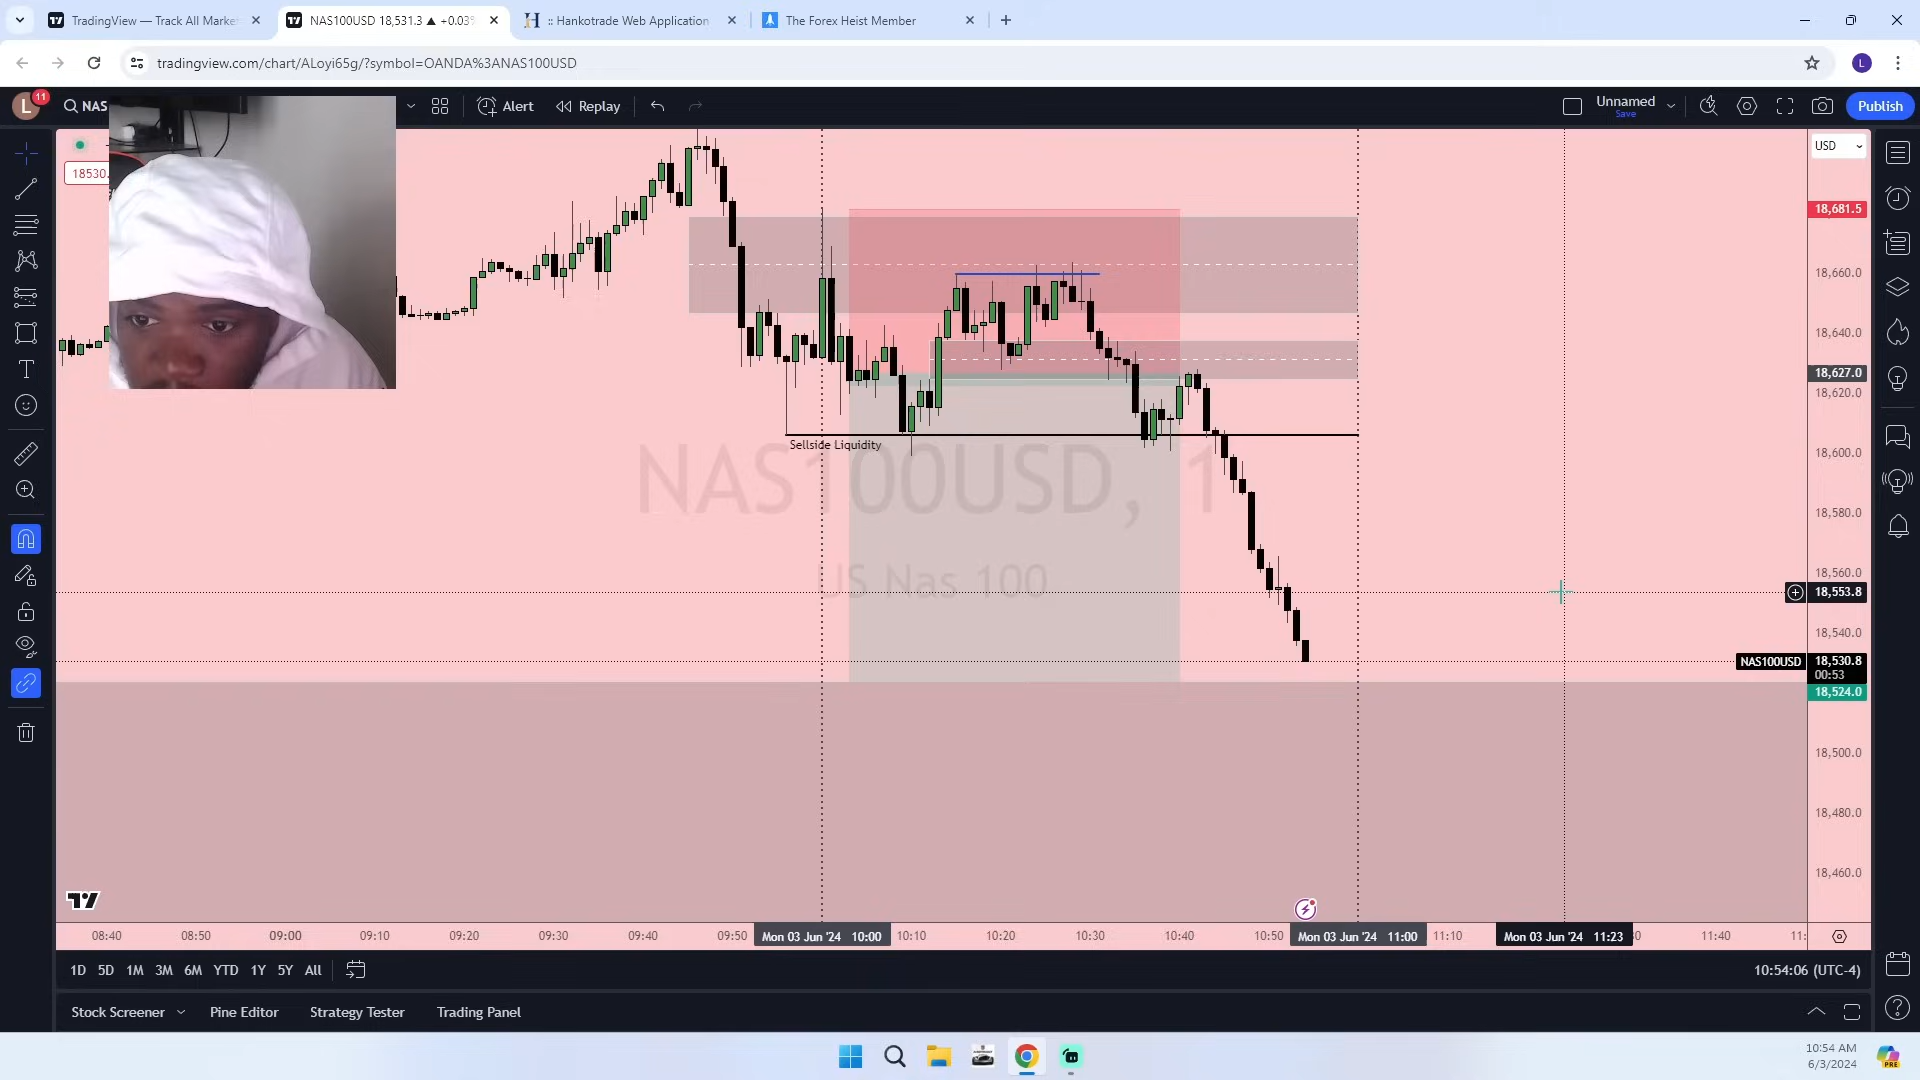 TradingView — Track All Marke
NAS100USD 18,531.3 ▲ +0.03%
:: Hankotrade Web Application
The Forex Heist Member
tradingview.com/chart/ALoyi65g/?symbol=OANDA%3ANAS100USD
L
L
11
NAS
Alert
Replay
Unnamed
Save
Publish
USD
18530.
18,681.5
18,660.0
18,640.0
18,627.0
18,620.0
Sellside Liquidity
NAS100USD, 1
18,600.0
18,580.0
US Nas 100
18,560.0
18,553.8
18,540.0
NAS100USD
18,530.8
00:53
18,524.0
18,500.0
18,480.0
18,460.0
08:40
08:50
09:00
09:10
09:20
09:30
09:40
09:50
Mon 03 Jun '24 10:00
10:10
10:20
10:30
10:40
10:50
Mon 03 Jun '24 11:00
11:10
Mon 03 Jun '24 11:23
11:40
11:
1D
5D
1M
3M
6M
YTD
1Y
5Y
All
10:54:06 (UTC-4)
Stock Screener
Pine Editor
Strategy Tester
Trading Panel
10:54 AM
6/3/2024
PRE